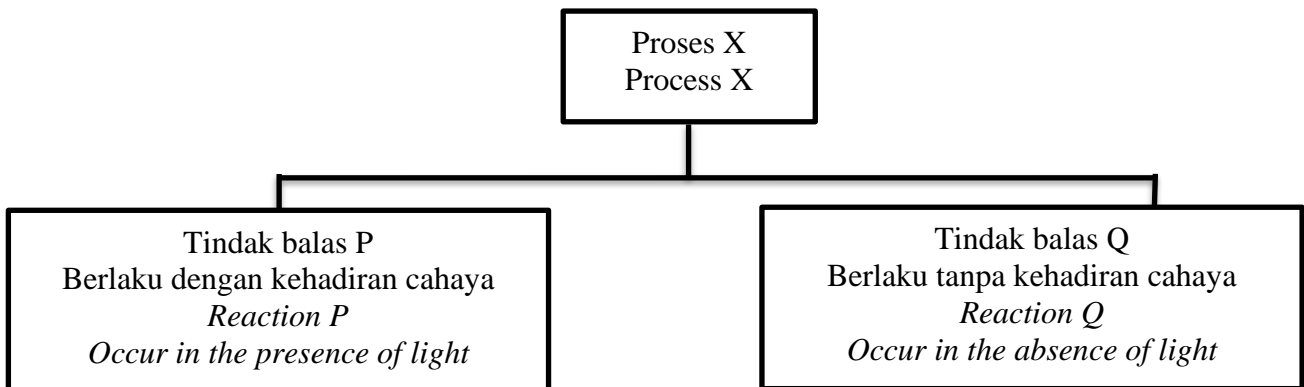 Proses X
Process X
Tindak balas P
Berlaku dengan kehadiran cahaya
Reaction P
Occur in the presence of light
Tindak balas Q
Berlaku tanpa kehadiran cahaya
Reaction Q
Occur in the absence of light